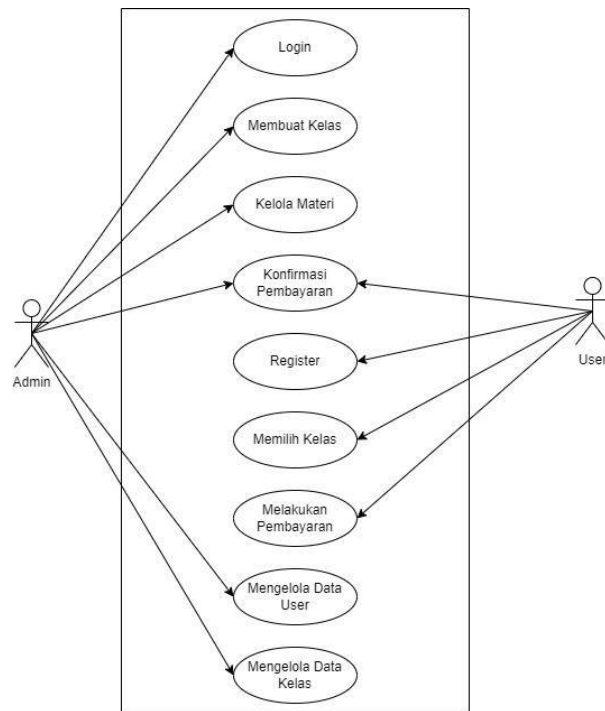 Login
Membuat Kelas
Kelola Materi
Konfirmasi
Pembayaran
Admin
User
Register
Memilih Kelas
Melakukan
Pembayaran
Mengelola Data
User
Mengelola Data
Kelas